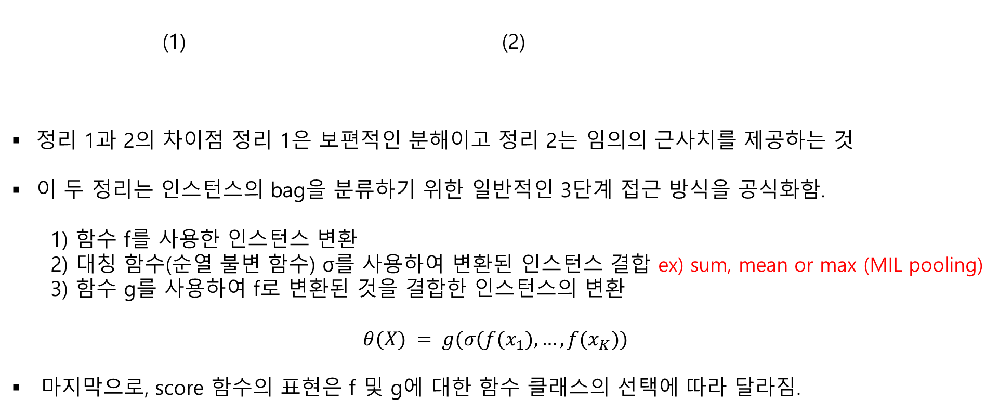 (1) (2)
▪ 정리 1과 2의 차이점 정리 1은 보편적인 분해이고 정리 2는 임의의 근사치를 제공하는 것
▪ 이 두 정리는 인스턴스의 bag을 분류하기 위한 일반적인 3단계 접근 방식을 공식화함.
1) 함수 f를 사용한 인스턴스 변환
2) 대칭 함수(순열 불변 함수) σ를 사용하여 변환된 인스턴스 결합 ex) sum, mean or max (MIL pooling)
3) 함수 g를 사용하여 f로 변환된 것을 결합한 인스턴스의 변환
θ(X) = g(σ(f(x₁),…,f(x_K))
▪ 마지막으로, score 함수의 표현은 f 및 g에 대한 함수 클래스의 선택에 따라 달라짐.